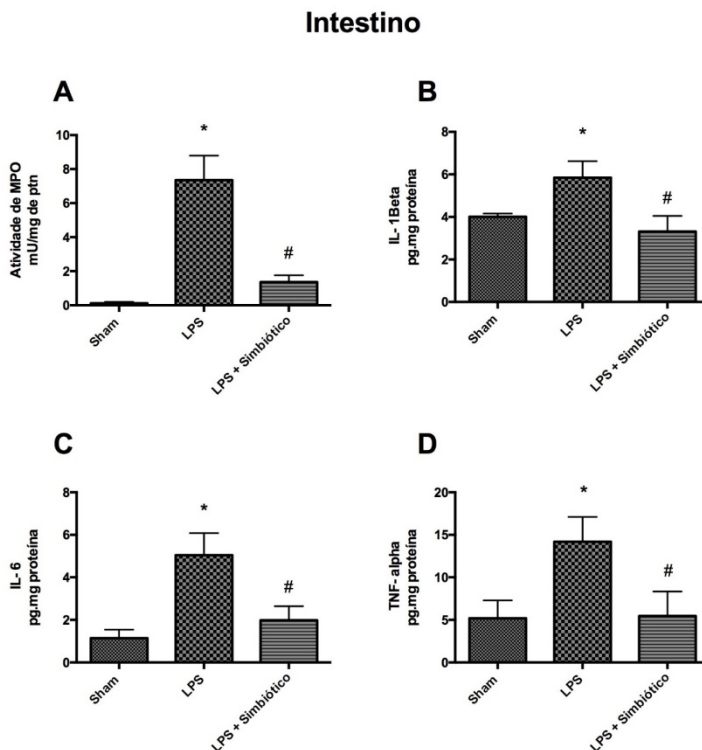 Intestino
A
Atividade de MPO
mU/mg de ptn
10
8
6
4
2
0
*
#
Sham
LPS
LPS + Simbiótico
B
IL- 1Beta
pg.mg proteína
8
6
4
2
0
*
#
Sham
LPS
LPS + Simbiótico
C
IL- 6
pg.mg proteína
8
6
4
2
0
*
#
Sham
LPS
LPS + Simbiótico
D
TNF- alpha
pg.mg proteína
20
15
10
5
0
*
#
Sham
LPS
LPS + Simbiótico